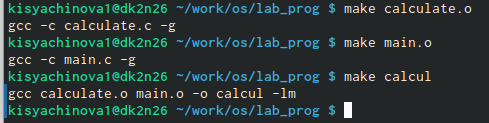 kisyachinova1@dk2n26 ~/work/os/lab_prog $ make calculate.o
gcc -c calculate.c -g
kisyachinova1@dk2n26 ~/work/os/lab_prog $ make main.o
gcc -c main.c -g
kisyachinova1@dk2n26 ~/work/os/lab_prog $ make calcul
gcc calculate.o main.o -o calcul -lm
kisyachinova1@dk2n26 ~/work/os/lab_prog $